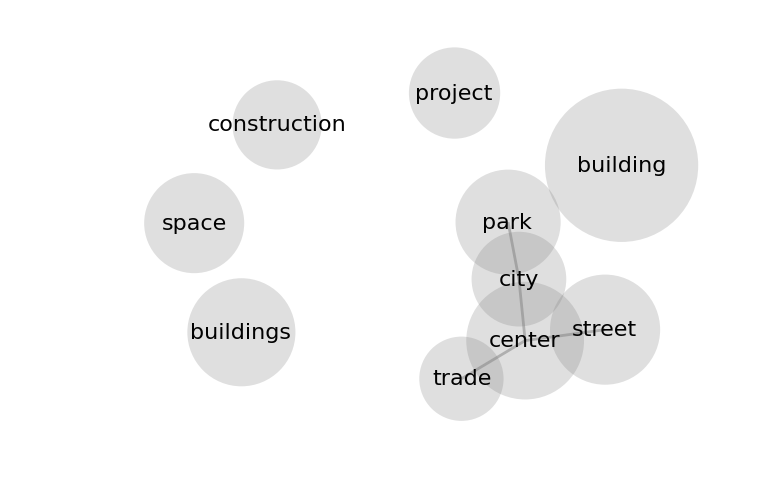 project
construction
building
park
space
city
street
buildings
center
trade